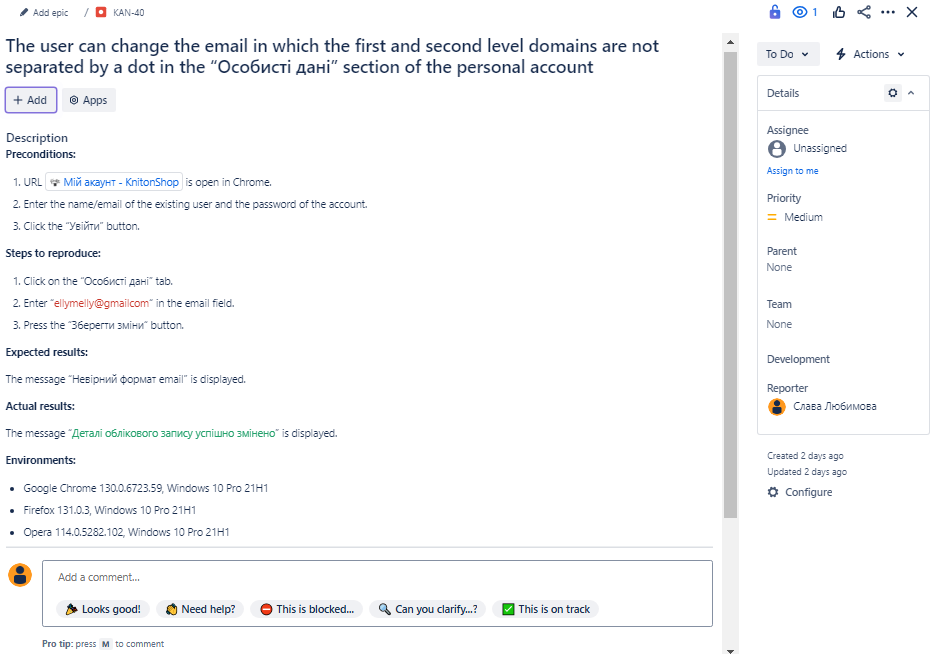 Add epic / KAN-40
1
The user can change the email in which the first and second level domains are not
separated by a dot in the “Особисті дані” section of the personal account
To Do
Actions
+ Add
Apps
Details
Description
Preconditions:
1. URL Мій акаунт - KnitonShop is open in Chrome.
2. Enter the name/email of the existing user and the password of the account.
3. Click the “Увійти” button.
Steps to reproduce:
1. Click on the “Особисті дані” tab.
2. Enter “ellymelly@gmailcom” in the email field.
3. Press the “Зберегти зміни” button.
Expected results:
The message “Невірний формат email” is displayed.
Actual results:
The message “Деталі облікового запису успішно змінено” is displayed.
Environments:
• Google Chrome 130.0.6723.59, Windows 10 Pro 21H1
• Firefox 131.0.3, Windows 10 Pro 21H1
• Opera 114.0.5282.102, Windows 10 Pro 21H1
Assignee
Unassigned
Assign to me
Priority
Medium
Parent
None
Team
None
Development
Reporter
Слава Любимова
Created 2 days ago
Updated 2 days ago
Configure
Add a comment...
Looks good!
Need help?
This is blocked...
Can you clarify...?
This is on track
Pro tip: press M to comment